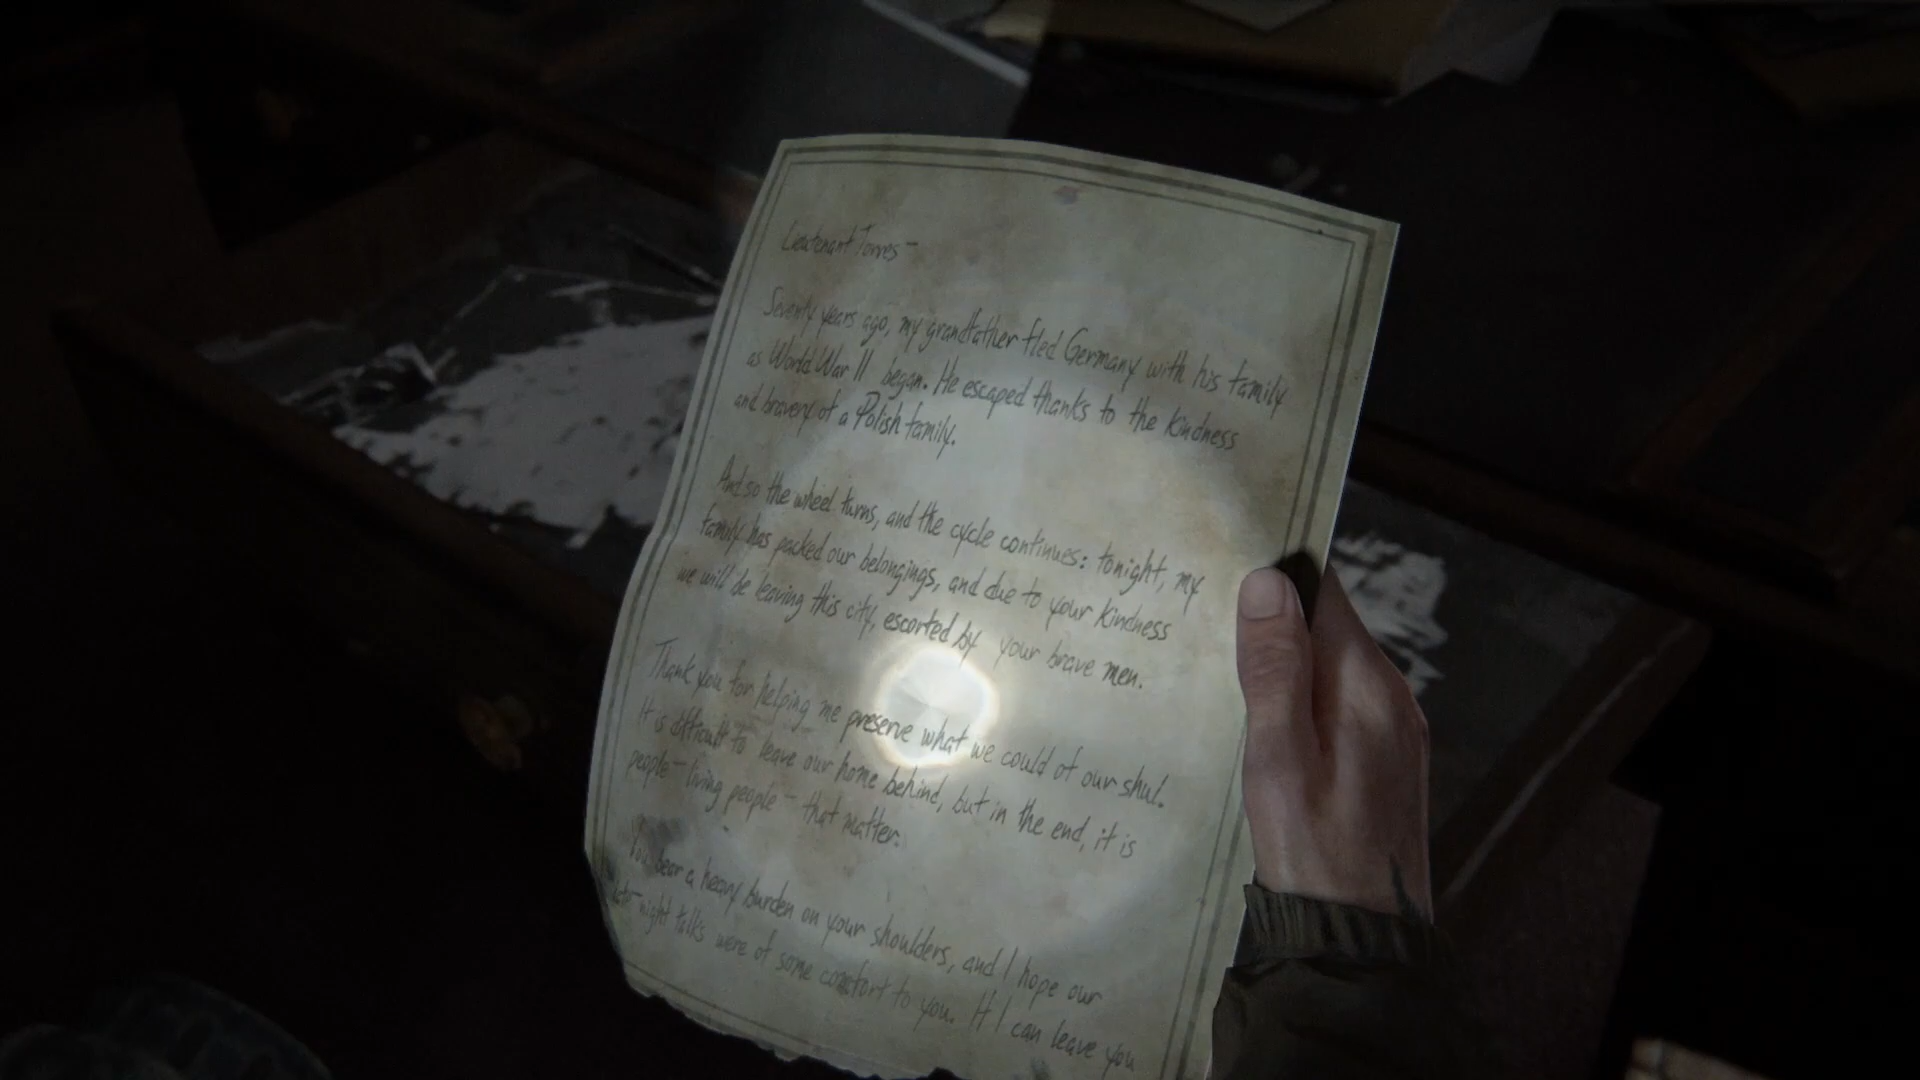 Lieutenant Torres-
Seventy years ago, my grandfather fled Germany with his family
as World War II began. He escaped thanks to the kindness
and bravery of a Polish family.
And so the wheel turns, and the cycle continues: tonight, my
family has packed our belongings, and due to your kindness
we will be leaving this city, escorted by your brave men.
Thank you for helping me preserve what we could of our shul.
It is difficult to leave our home behind, but in the end, it is
people - living people - that matter.
You bear a heavy burden on your shoulders, and I hope our
late-night talks were of some comfort to you. If I can leave you